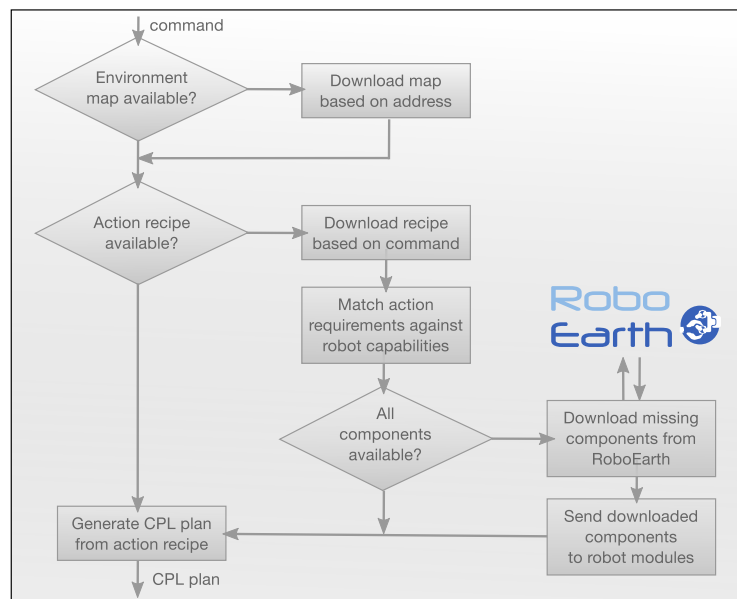 command
Environment
map available?
Download map
based on address
Action recipe
available?
Download recipe
based on command
Match action
requirements against
robot capabilities
Robo
Earth
All
components
available?
Download missing
components from
RoboEarth
Generate CPL plan
from action recipe
Send downloaded
components
to robot modules
CPL plan